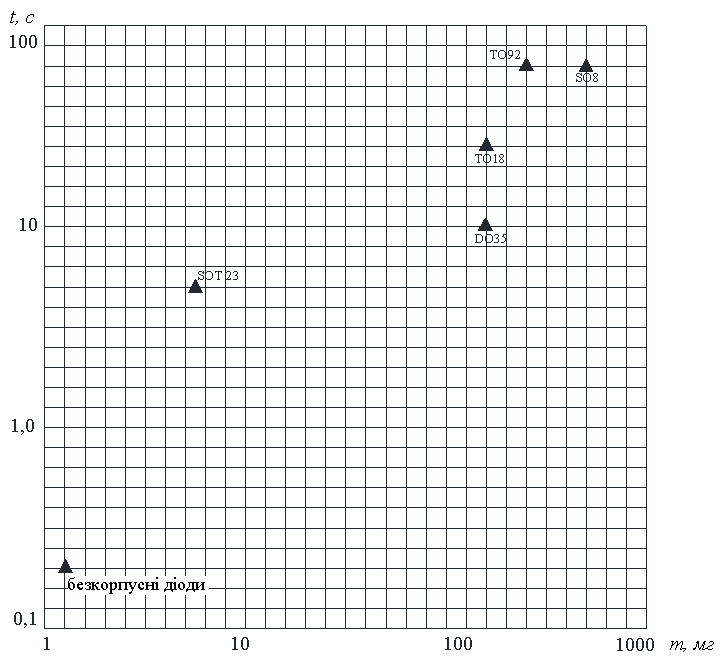 t, c
100
TO92
SO8
TO18
10
DO35
SOT 23
1,0
безкорпусні діоди
0,1
1
10
100
1000
m, мг